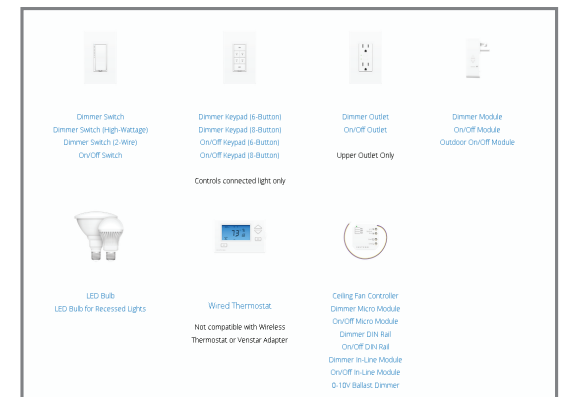 Dimmer Switch
Dimmer Switch (High-Wattage)
Dimmer Switch (2-Wire)
On/Off Switch
Dimmer Keypad (6-Button)
Dimmer Keypad (8-Button)
On/Off Keypad (6-Button)
On/Off Keypad (8-Button)
Controls connected light only
Dimmer Outlet
On/Off Outlet
Upper Outlet Only
Dimmer Module
On/Off Module
Outdoor On/Off Module
LED Bulb
LED Bulb for Recessed Lights
73
Wired Thermostat
Not compatible with Wireless
Thermostat or Venstar Adapter
Ceiling Fan Controller
Dimmer Micro Module
On/Off Micro Module
Dimmer DIN Rail
On/Off DIN Rail
Dimmer In-Line Module
On/Off In-Line Module
0-10V Ballast Dimmer